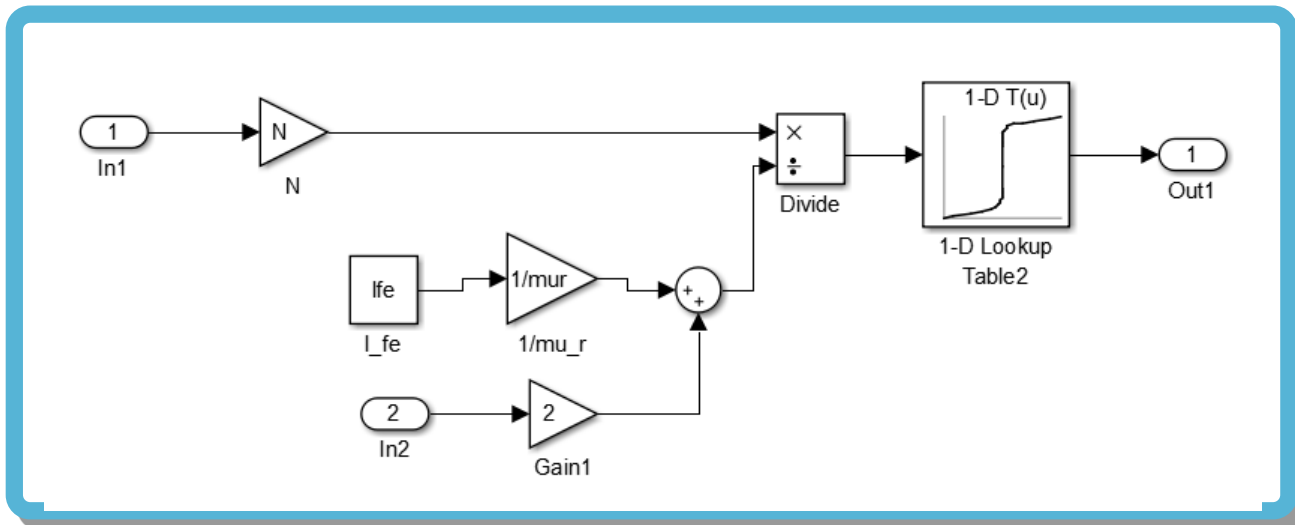 1
In1
N
N
×
÷
Divide
1-D T(u)
1-D Lookup
Table2
1
Out1
lfe
l_fe
1/mur
1/mu_r
+
+
2
In2
2
Gain1